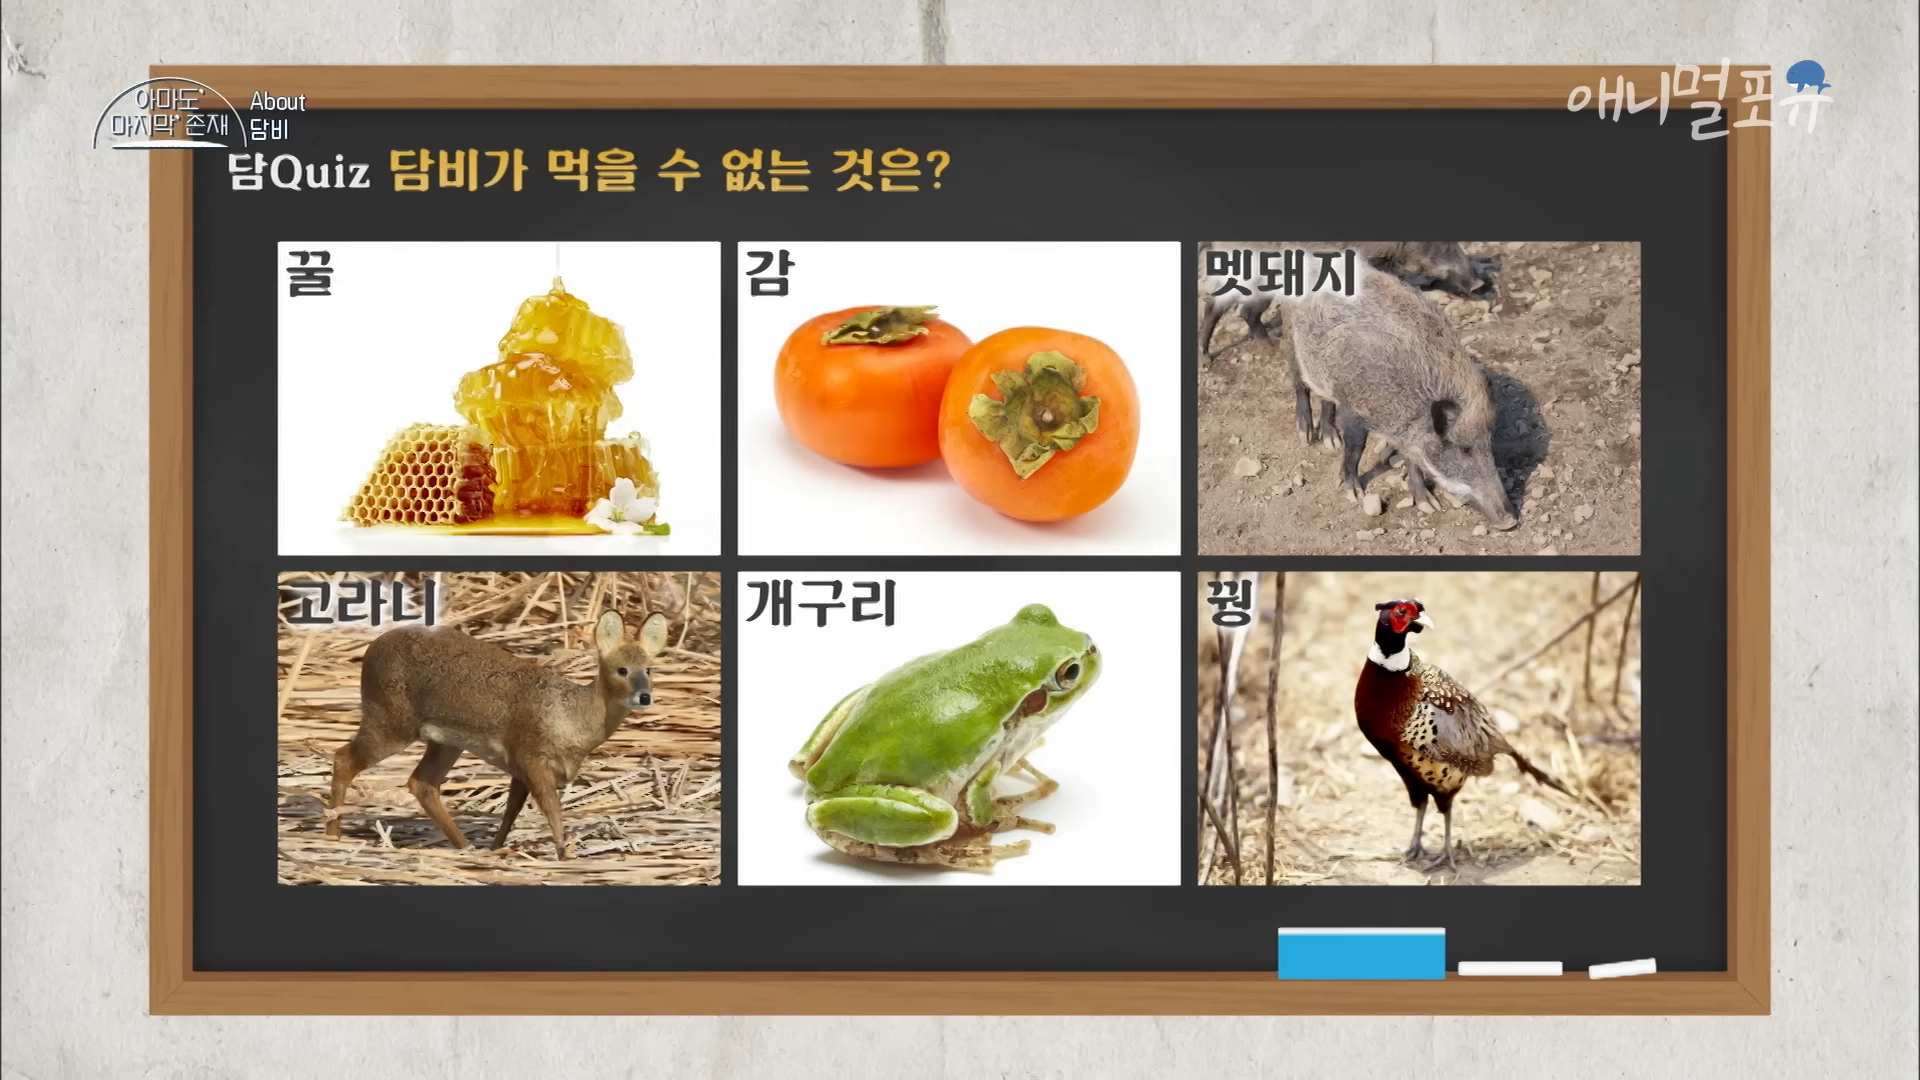 아마도
마지막 존재
About
담비
애니멀포유
담Quiz 담비가 먹을 수 없는 것은?
꿀
감
멧돼지
고라니
개구리
꿩